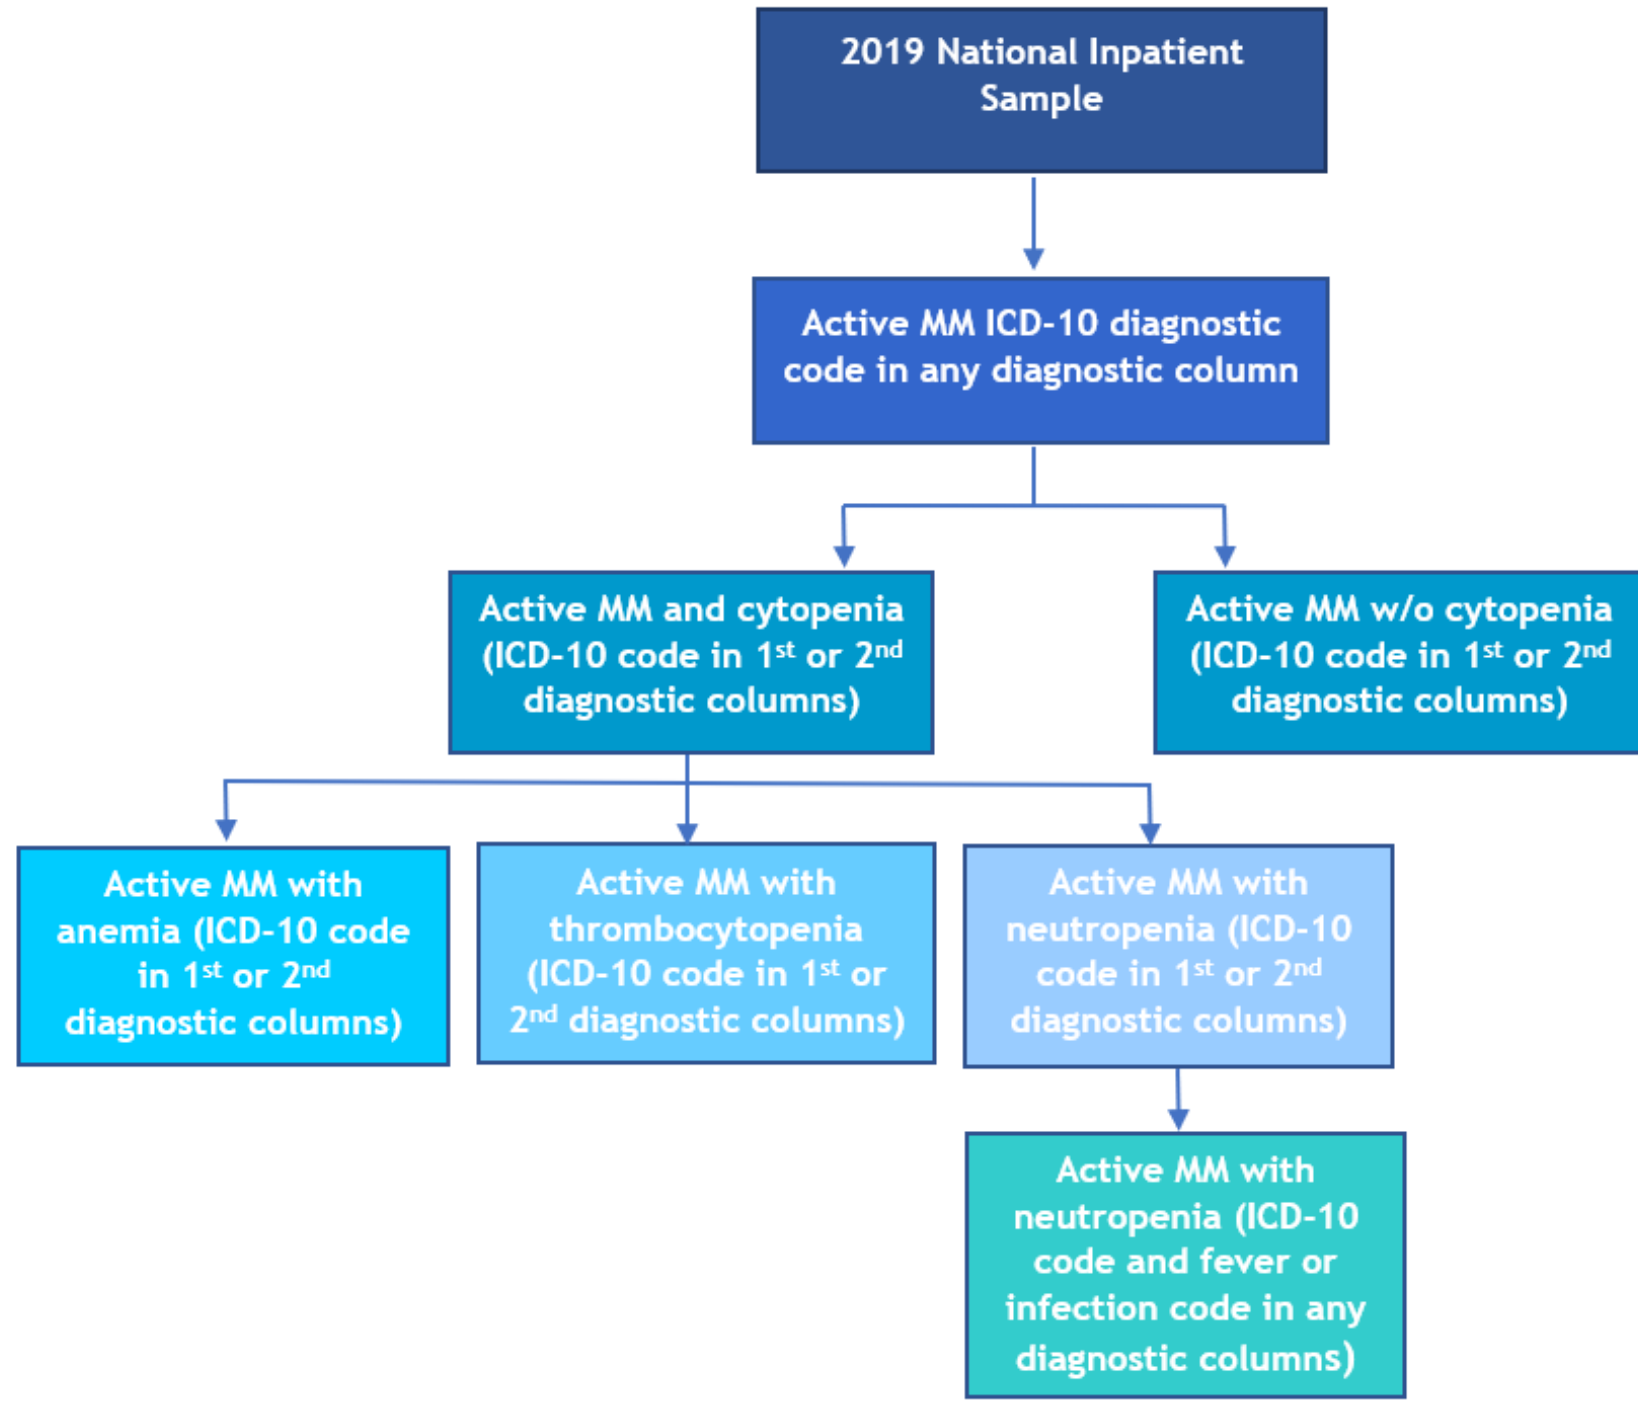 2019 National Inpatient
Sample
Active MM ICD-10 diagnostic
code in any diagnostic column
Active MM and cytopenia
(ICD-10 code in 1st or 2nd
diagnostic columns)
Active MM w/o cytopenia
(ICD-10 code in 1st or 2nd
diagnostic columns)
Active MM with
anemia (ICD-10 code
in 1st or 2nd
diagnostic columns)
Active MM with
thrombocytopenia
(ICD-10 code in 1st or
2nd diagnostic columns)
Active MM with
neutropenia (ICD-10
code in 1st or 2nd
diagnostic columns)
Active MM with
neutropenia (ICD-10
code and fever or
infection code in any
diagnostic columns)